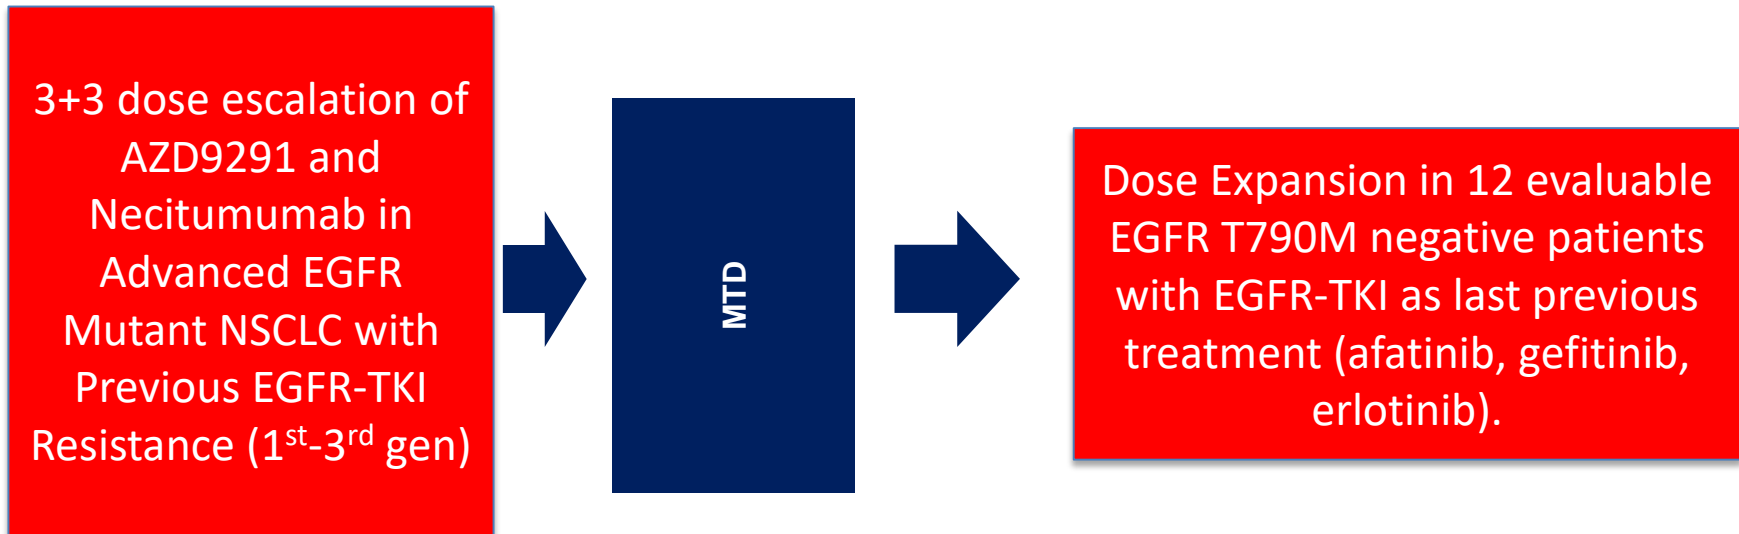 3+3 dose escalation of
AZD9291 and
Necitumumab in
Advanced EGFR
Mutant NSCLC with
Previous EGFR-TKI
Resistance (1st-3rd gen)
MTD
Dose Expansion in 12 evaluable
EGFR T790M negative patients
with EGFR-TKI as last previous
treatment (afatinib, gefitinib,
erlotinib).